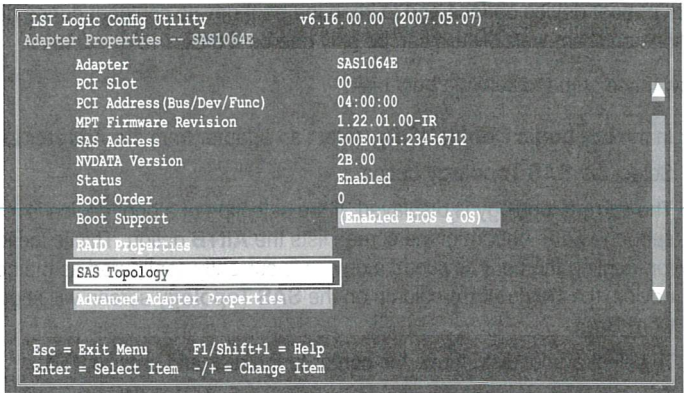 LSI Logic Config Utility v6.16.00.00 (2007.05.07)
Adapter Properties -- SAS1064E
Adapter SAS1064E
PCI Slot 00
PCI Address(Bus/Dev/Func) 04:00:00
MPT Firmware Revision 1.22.01.00-IR
SAS Address 500E0101:23456712
NVDATA Version 2B.00
Status Enabled
Boot Order 0
Boot Support (Enabled BIOS & OS)
RAID Properties
SAS Topology
Advanced Adapter Properties
Esc = Exit Menu F1/Shift+1 = Help
Enter = Select Item -/+ = Change Item